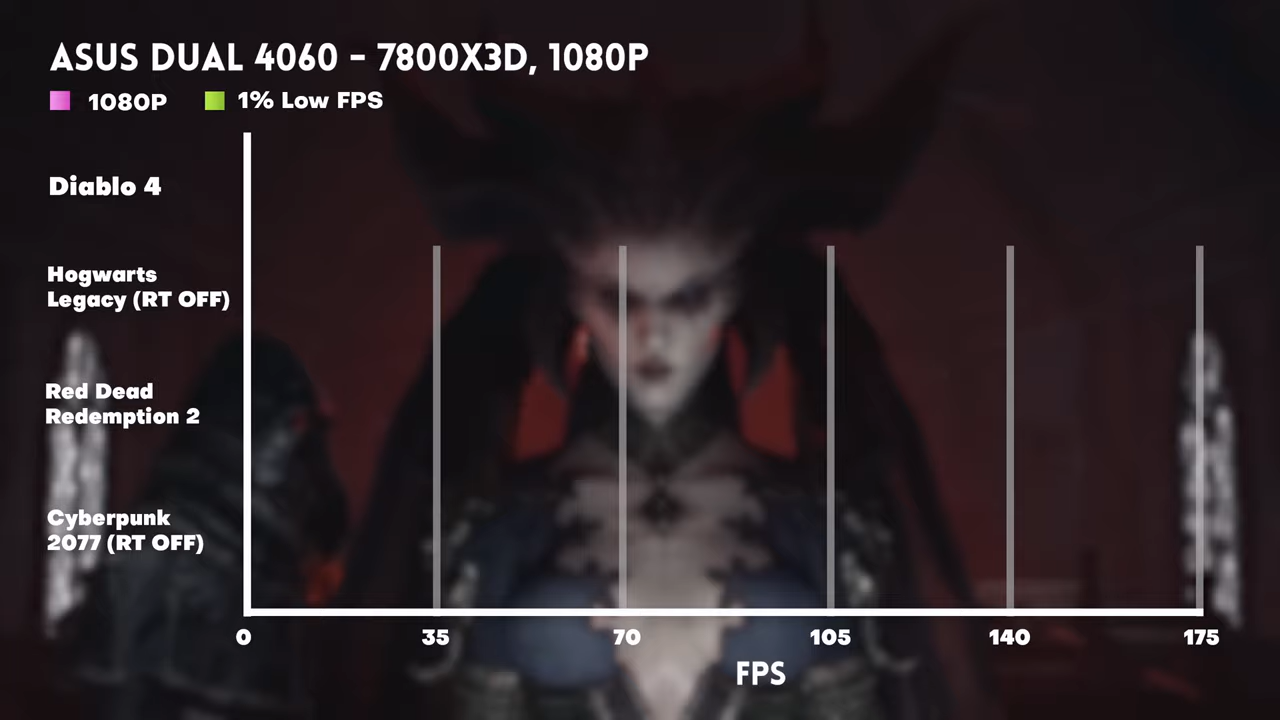 ASUS DUAL 4060 - 7800X3D, 1080P
1080P
1% Low FPS
Diablo 4
Hogwarts
Legacy (RT OFF)
Red Dead
Redemption 2
Cyberpunk
2077 (RT OFF)
0
35
70
105
140
175
FPS